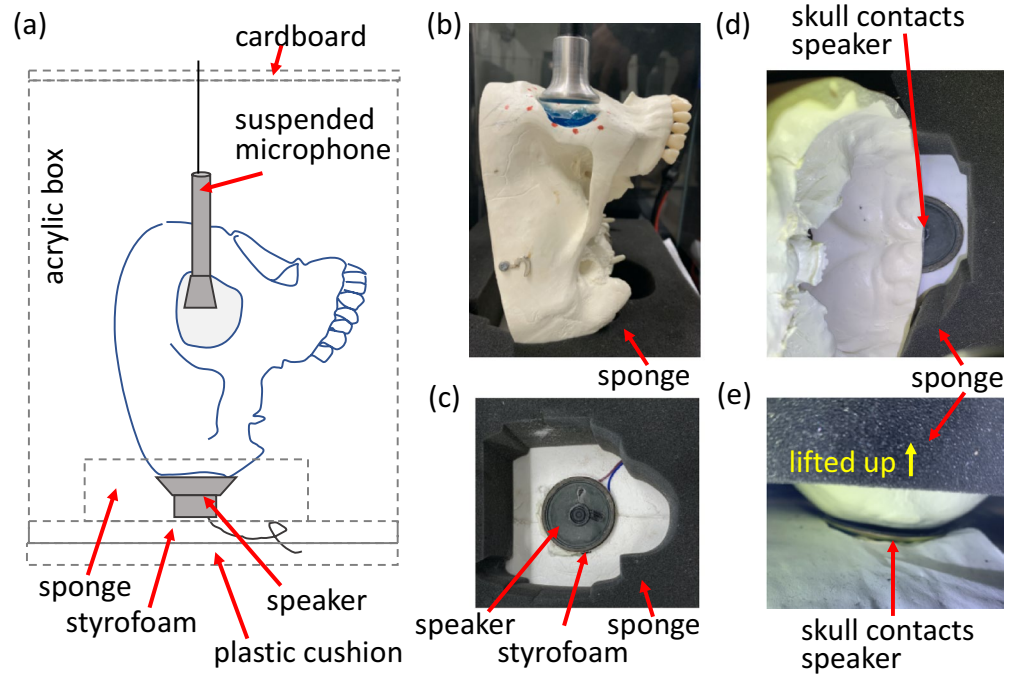 (a)
cardboard
suspended
microphone
acrylic box
sponge
styrofoam
speaker
plastic cushion
(b)
sponge
(c)
speaker
styrofoam
sponge
(d)
skull contacts
speaker
sponge
(e)
lifted up
skull contacts
speaker